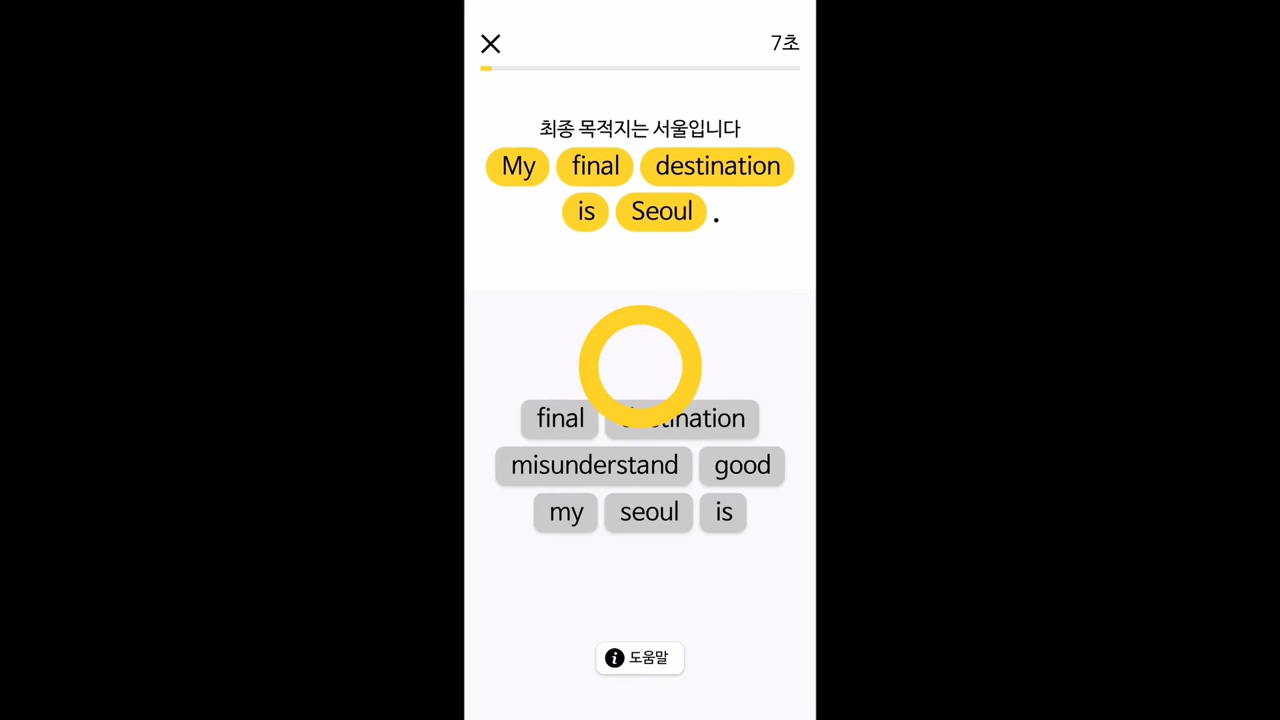 7초
최종 목적지는 서울입니다
My final destination
is Seoul .
final destination
misunderstand good
my seoul is
도움말